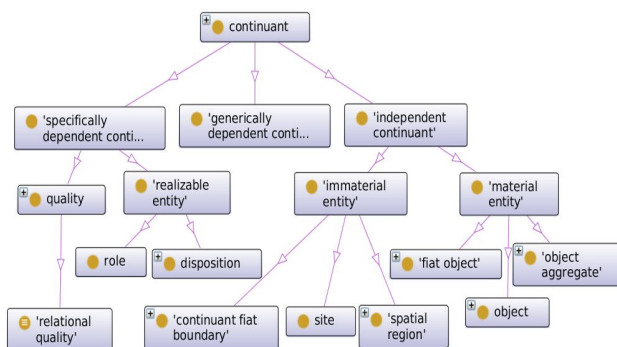 continuant
'specifically
dependent conti...
'generically
dependent conti...
'independent
continuant'
quality
'realizable
entity'
'immaterial
entity'
'material
entity'
role
disposition
'fiat object'
'object
aggregate'
'relational
quality'
'continuant fiat
boundary'
site
'spatial
region'
object